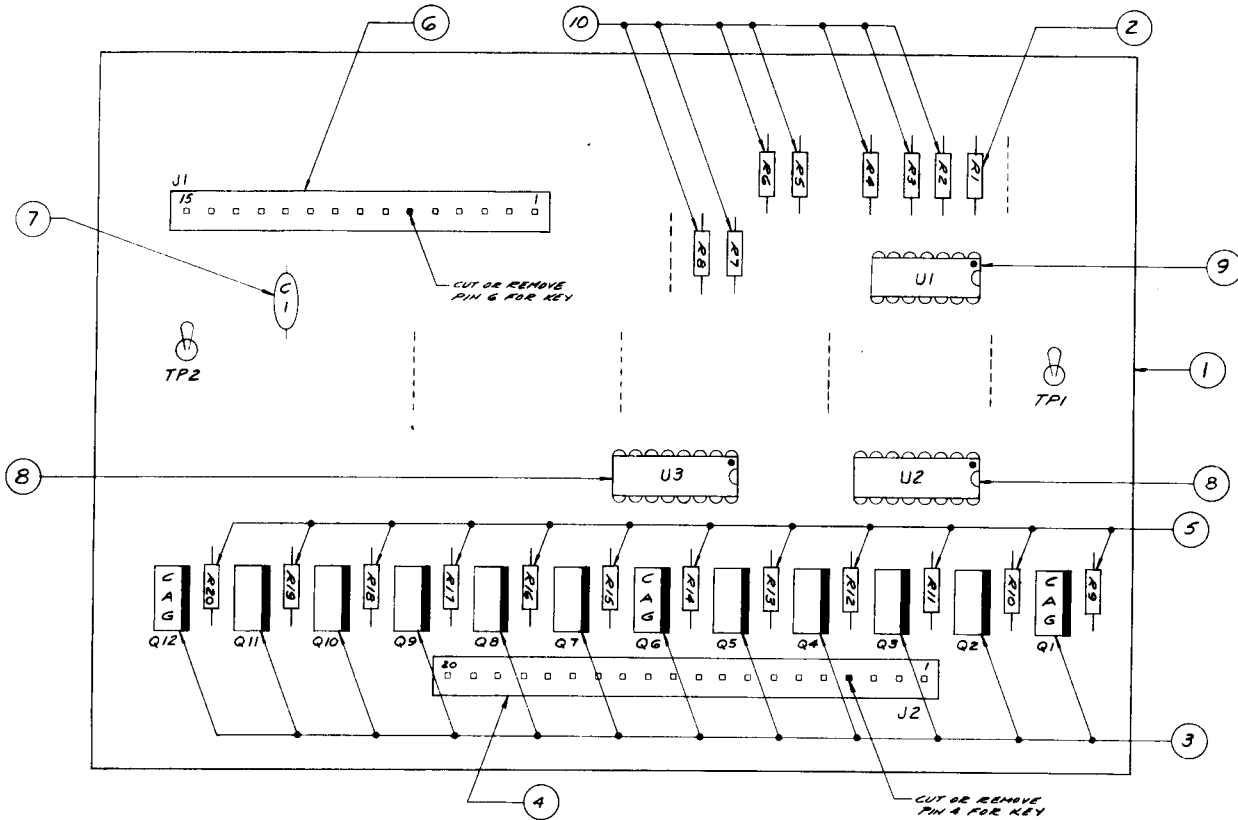 6
10
2
J1
15
1
R6
R5
R4
R3
R2
R1
7
R8
R7
U1
9
C
1
CUT OR REMOVE
PIN 6 FOR KEY
TP2
TP1
1
8
U3
U2
8
5
R20
R19
R18
R17
R16
R15
R14
R13
R12
R11
R10
R9
C
A
G
C
A
G
C
A
G
Q12
Q11
Q10
Q9
Q8
Q7
Q6
Q5
Q4
Q3
Q2
Q1
20
1
J2
3
4
CUT OR REMOVE
PIN 4 FOR KEY